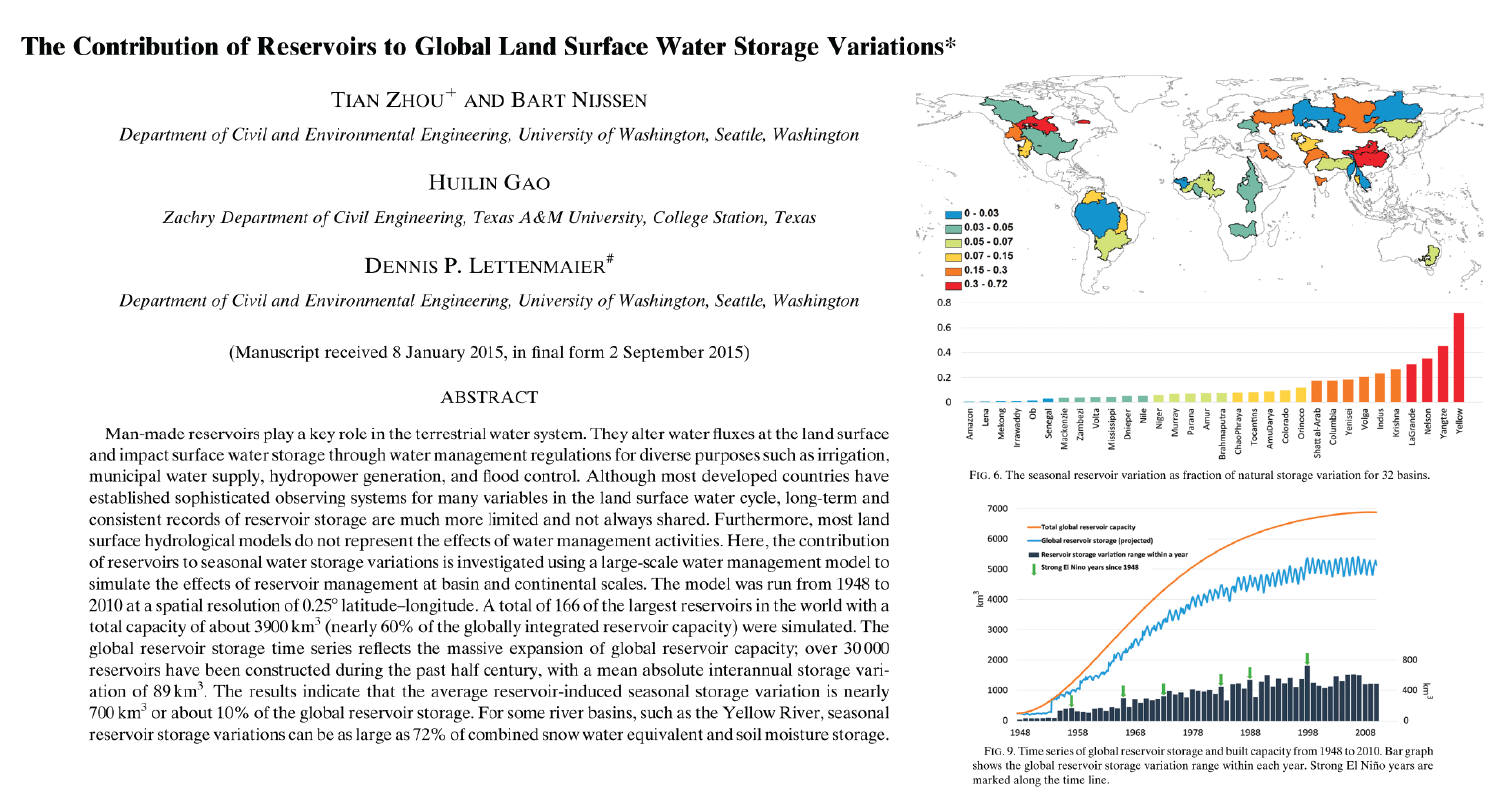 The Contribution of Reservoirs to Global Land Surface Water Storage Variations*
TIAN ZHOU+ AND BART NIJSSEN
Department of Civil and Environmental Engineering, University of Washington, Seattle, Washington
HUILIN GAO
Zachry Department of Civil Engineering, Texas A&M University, College Station, Texas
DENNIS P. LETTENMAIER#
Department of Civil and Environmental Engineering, University of Washington, Seattle, Washington
(Manuscript received 8 January 2015, in final form 2 September 2015)
ABSTRACT
Man-made reservoirs play a key role in the terrestrial water system. They alter water fluxes at the land surface
and impact surface water storage through water management regulations for diverse purposes such as irrigation,
municipal water supply, hydropower generation, and flood control. Although most developed countries have
established sophisticated observing systems for many variables in the land surface water cycle, long-term and
consistent records of reservoir storage are much more limited and not always shared. Furthermore, most land
surface hydrological models do not represent the effects of water management activities. Here, the contribution
of reservoirs to seasonal water storage variations is investigated using a large-scale water management model to
simulate the effects of reservoir management at basin and continental scales. The model was run from 1948 to
2010 at a spatial resolution of 0.25° latitude–longitude. A total of 166 of the largest reservoirs in the world with a
total capacity of about 3900 km³ (nearly 60% of the globally integrated reservoir capacity) were simulated. The
global reservoir storage time series reflects the massive expansion of global reservoir capacity; over 30 000
reservoirs have been constructed during the past half century, with a mean absolute interannual storage vari-
ation of 89 km³. The results indicate that the average reservoir-induced seasonal storage variation is nearly
700 km³ or about 10% of the global reservoir storage. For some river basins, such as the Yellow River, seasonal
reservoir storage variations can be as large as 72% of combined snow water equivalent and soil moisture storage.
0 - 0.03
0.03 - 0.05
0.05 - 0.07
0.07 - 0.15
0.15 - 0.3
0.3 - 0.72
0.8
0.6
0.4
0.2
0
Amazon
Lena
Mekong
Irrawaddy
Ob
Senegal
Mackenzie
Zambezi
Volta
Mississippi
Dnieper
Nile
Niger
Murray
Parana
Amur
Brahmaputra
ChaoPhraya
Tocantins
AmuDarya
Colorado
Orinoco
Shatt al-Arab
Columbia
Yenisei
Volga
Indus
Krishna
LaGrande
Nelson
Yangtze
Yellow
FIG. 6. The seasonal reservoir variation as fraction of natural storage variation for 32 basins.
7000
6000
5000
4000
3000
2000
1000
0
km³
Total global reservoir capacity
Global reservoir storage (projected)
Reservoir storage variation range within a year
Strong El Nino years since 1948
800
400
0
km³
1948 1958 1968 1978 1988 1998 2008
FIG. 9. Time series of global reservoir storage and built capacity from 1948 to 2010. Bar graph
shows the global reservoir storage variation range within each year. Strong El Niño years are
marked along the time line.